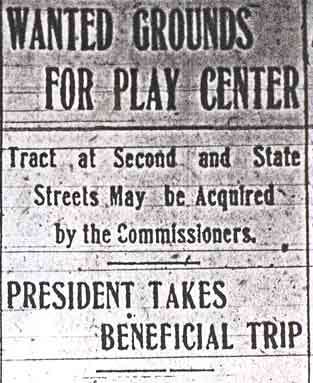 WANTED GROUNDS
FOR PLAY CENTER
Tract at Second and State
Streets May be Acquired
by the Commissioners.
PRESIDENT TAKES
BENEFICIAL TRIP